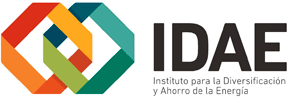 IDAE
Instituto para la Diversificación
y Ahorro de la Energía